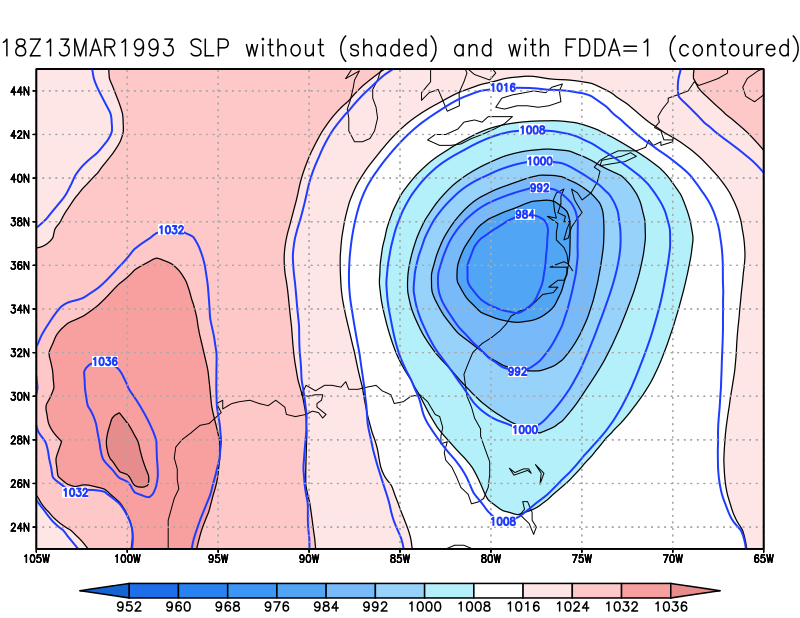 18Z13MAR1993 SLP without (shaded) and with FDDA=1 (contoured)
44N
42N
40N
38N
36N
34N
32N
30N
28N
26N
24N
1016
1008
1000
992
984
1032
1036
992
1000
1032
1008
105W 100W 95W 90W 85W 80W 75W 70W 65W
952 960 968 976 984 992 1000 1008 1016 1024 1032 1036